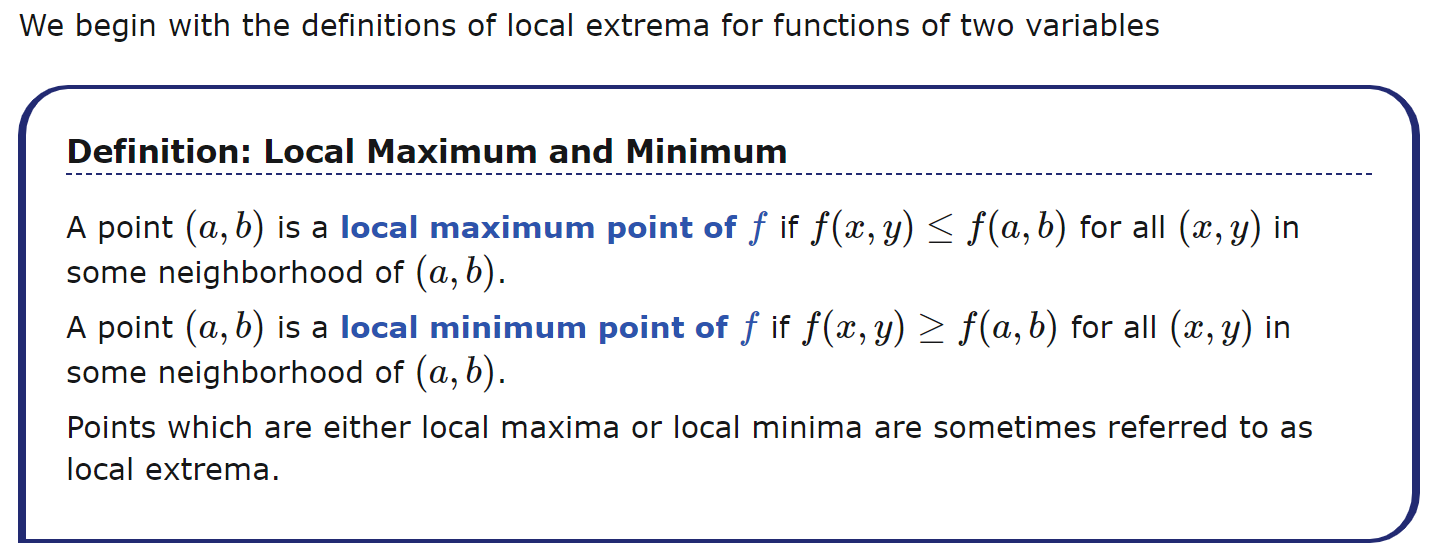 We begin with the definitions of local extrema for functions of two variables
Definition: Local Maximum and Minimum
A point (a, b) is a local maximum point of f if f(x, y) ≤ f(a, b) for all (x, y) in
some neighborhood of (a, b).
A point (a, b) is a local minimum point of f if f(x, y) ≥ f(a, b) for all (x, y) in
some neighborhood of (a, b).
Points which are either local maxima or local minima are sometimes referred to as
local extrema.